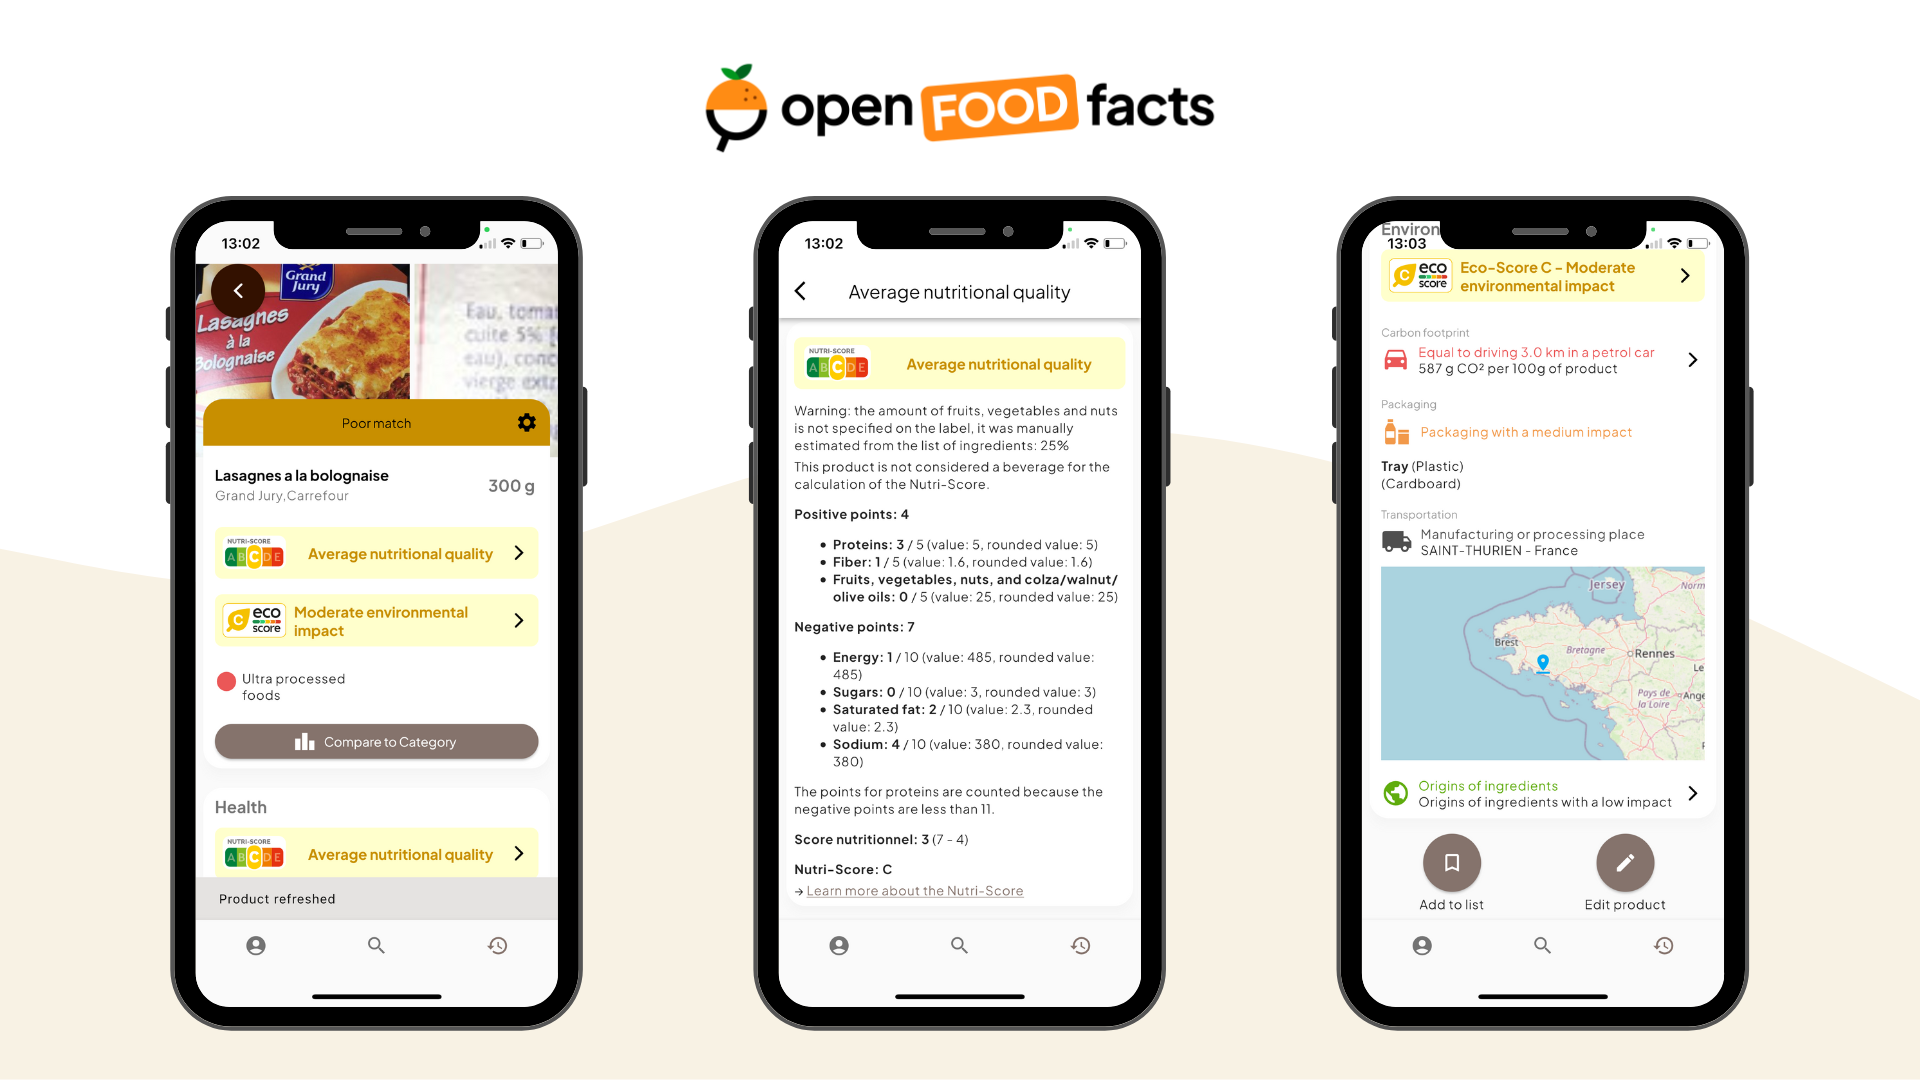 open FOOD facts
13:02
Grand
Jury
Lasagnes
à la
Bolognaise
Eau, toma
cuite 5%
eau), conc
vierge extr
Poor match
Lasagnes a la bolognaise
Grand Jury,Carrefour
300 g
NUTRI-SCORE
A B C D E
Average nutritional quality
C eco
score
Moderate environmental
impact
Ultra processed
foods
Compare to Category
Health
NUTRI-SCORE
A B C D E
Average nutritional quality
Product refreshed
13:02
Average nutritional quality
NUTRI-SCORE
A B C D E
Average nutritional quality
Warning: the amount of fruits, vegetables and nuts
is not specified on the label, it was manually
estimated from the list of ingredients: 25%
This product is not considered a beverage for the
calculation of the Nutri-Score.
Positive points: 4
• Proteins: 3 / 5 (value: 5, rounded value: 5)
• Fiber: 1 / 5 (value: 1.6, rounded value: 1.6)
• Fruits, vegetables, nuts, and colza/walnut/
olive oils: 0 / 5 (value: 25, rounded value: 25)
Negative points: 7
• Energy: 1 / 10 (value: 485, rounded value:
485)
• Sugars: 0 / 10 (value: 3, rounded value: 3)
• Saturated fat: 2 / 10 (value: 2.3, rounded
value: 2.3)
• Sodium: 4 / 10 (value: 380, rounded value:
380)
The points for proteins are counted because the
negative points are less than 11.
Score nutritionnel: 3 (7 - 4)
Nutri-Score: C
→ Learn more about the Nutri-Score
Environ
13:03
C eco
score
Eco-Score C - Moderate
environmental impact
Carbon footprint
Equal to driving 3.0 km in a petrol car
587 g CO² per 100g of product
Packaging
Packaging with a medium impact
Tray (Plastic)
(Cardboard)
Transportation
Manufacturing or processing place
SAINT-THURIEN - France
Jersey
Norm
Brest
Bretagne
Rennes
Le
Pays de
la Loire
Ange
Origins of ingredients
Origins of ingredients with a low impact
Add to list
Edit product